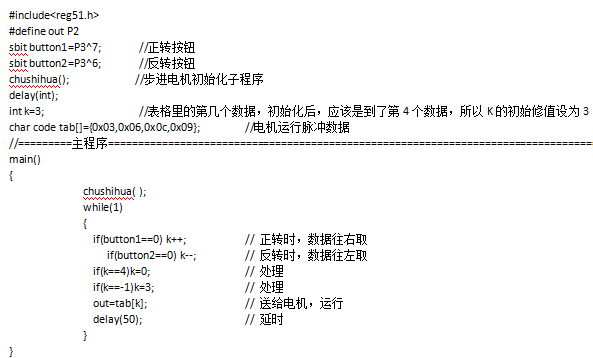 #include<reg51.h>
#define out P2
sbit button1=P3^7; //正转按钮
sbit button2=P3^6; //反转按钮
chushihua(); //步进电机初始化子程序
delay(int);
int k=3; //表格里的第几个数据，初始化后，应该是到了第 4 个数据，所以 K 的初始修值设为 3
char code tab[]={0x03,0x06,0x0c,0x09}; //电机运行脉冲数据
//=========主程序==================================================================================
main()
{
chushihua( );
while(1)
{
if(button1==0) k++; // 正转时，数据往右取
if(button2==0) k--; // 反转时，数据往左取
if(k==4)k=0; // 处理
if(k==-1)k=3; // 处理
out=tab[k]; // 送给电机，运行
delay(50); // 延时
}
}